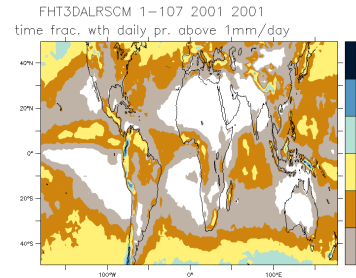 FHT3DALRSCM 1-107 2001 2001
time frac. wth daily pr. above 1mm/day
40°N
20°N
0°
20°S
40°S
100°W
0°
100°E